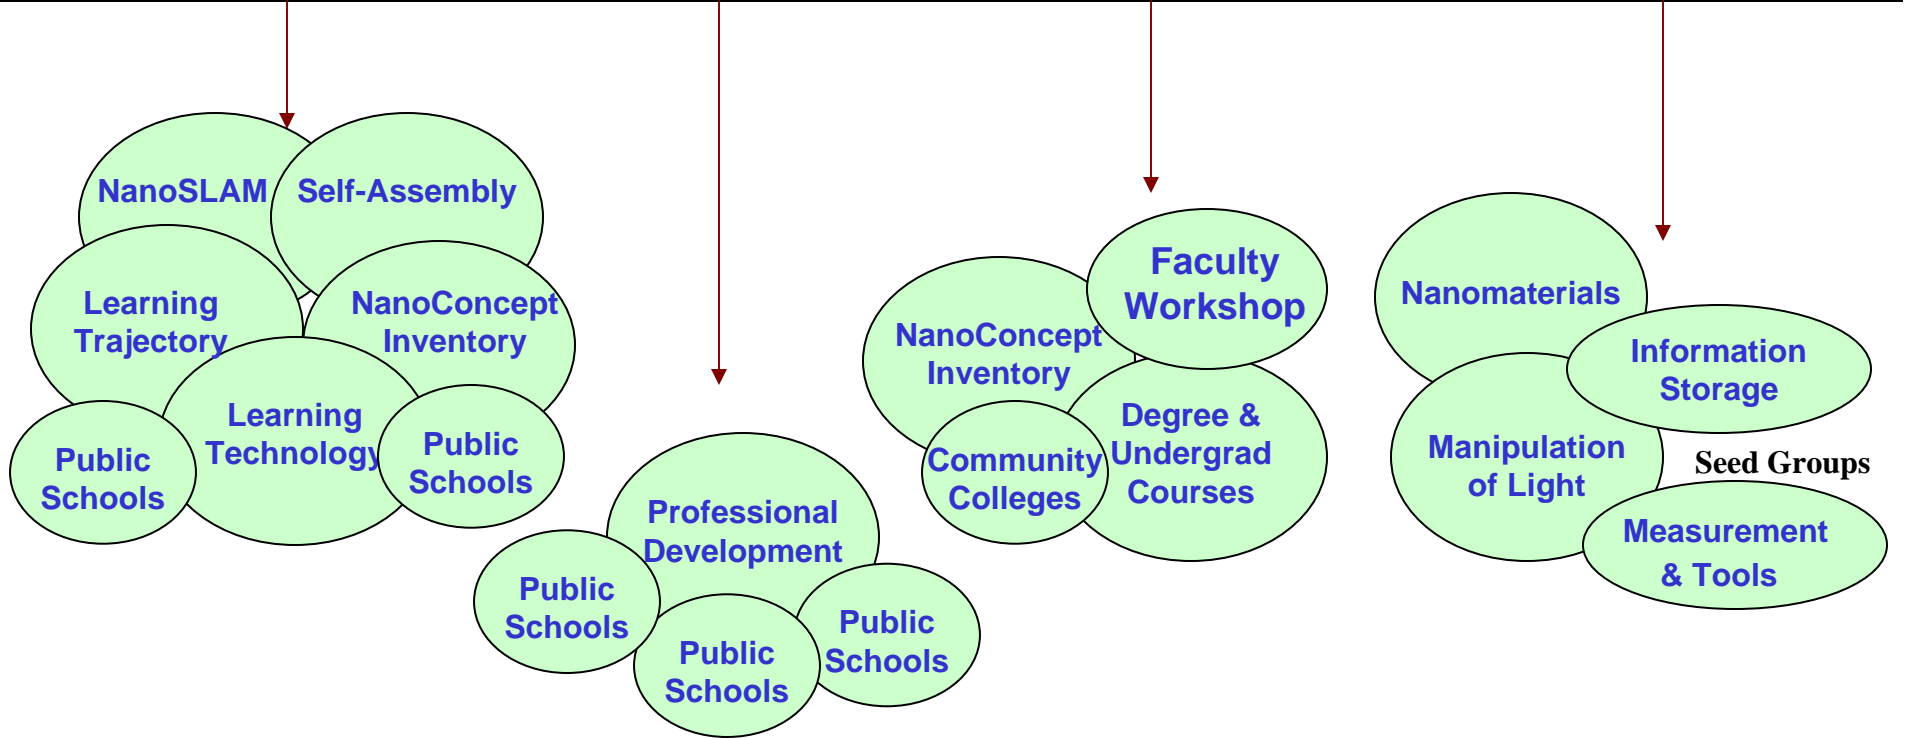 NanoSLAM
Self-Assembly
Learning
Trajectory
NanoConcept
Inventory
Learning
Technology
Public
Schools
Public
Schools
Professional
Development
Public
Schools
Public
Schools
Public
Schools
Faculty
Workshop
NanoConcept
Inventory
Degree &
Undergrad
Courses
Community
Colleges
Nanomaterials
Information
Storage
Manipulation
of Light
Seed Groups
Measurement
& Tools